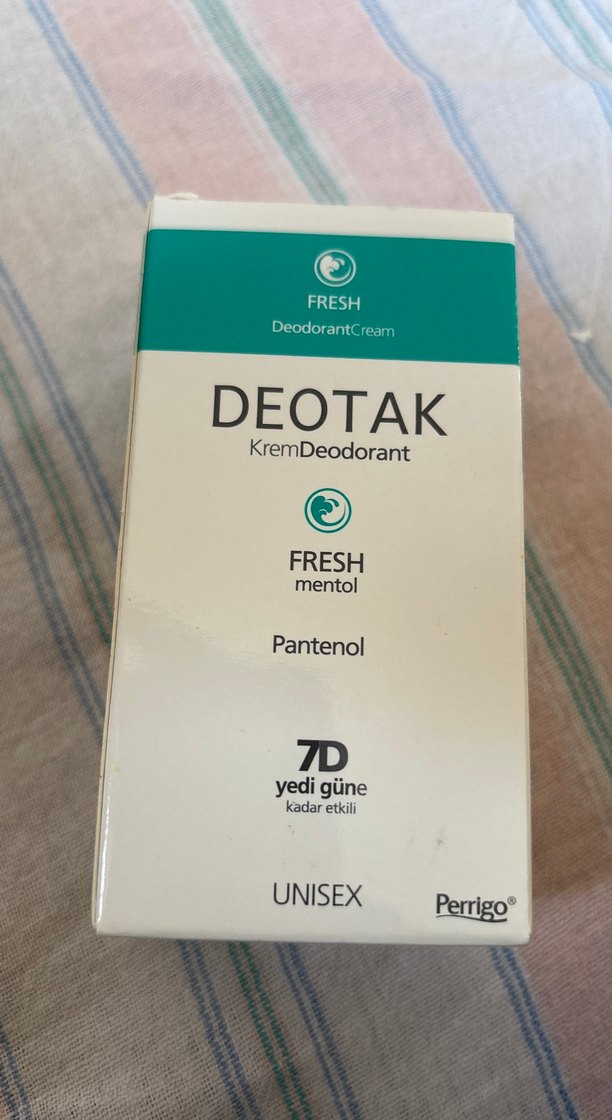 FRESH
DeodorantCream
DEOTAK
KremDeodorant
FRESH
mentol
Pantenol
7D
yedi güne
kadar etkili
UNISEX
Perrigo®